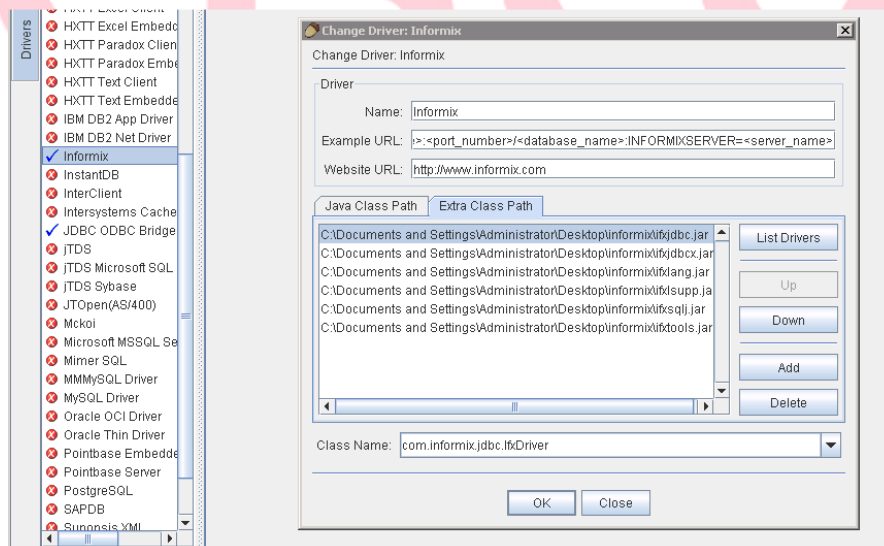 Drivers
HXTT Excel Embedd
HXTT Paradox Clien
HXTT Paradox Embe
HXTT Text Client
HXTT Text Embedde
IBM DB2 App Driver
IBM DB2 Net Driver
Informix
InstantDB
InterClient
Intersystems Cache
JDBC ODBC Bridge
jTDS
jTDS Microsoft SQL
jTDS Sybase
JTOpen(AS/400)
Mckoi
Microsoft MSSQL Se
Mimer SQL
MMMySQL Driver
MySQL Driver
Oracle OCI Driver
Oracle Thin Driver
Pointbase Embedde
Pointbase Server
PostgreSQL
SAPDB
Sunopsis XML
Change Driver: Informix
Change Driver: Informix
Driver
Name: Informix
Example URL: >:<port_number>/<database_name>:INFORMIXSERVER=<server_name>
Website URL: http://www.informix.com
Java Class Path Extra Class Path
C:\Documents and Settings\Administrator\Desktop\informix\ifxjdbc.jar
C:\Documents and Settings\Administrator\Desktop\informix\ifxjdbcx.jar
C:\Documents and Settings\Administrator\Desktop\informix\ifxlang.jar
C:\Documents and Settings\Administrator\Desktop\informix\ifxlsupp.ja
C:\Documents and Settings\Administrator\Desktop\informix\ifxsqlj.jar
C:\Documents and Settings\Administrator\Desktop\informix\ifxtools.jar
List Drivers
Up
Down
Add
Delete
Class Name: com.informix.jdbc.IfxDriver
OK Close